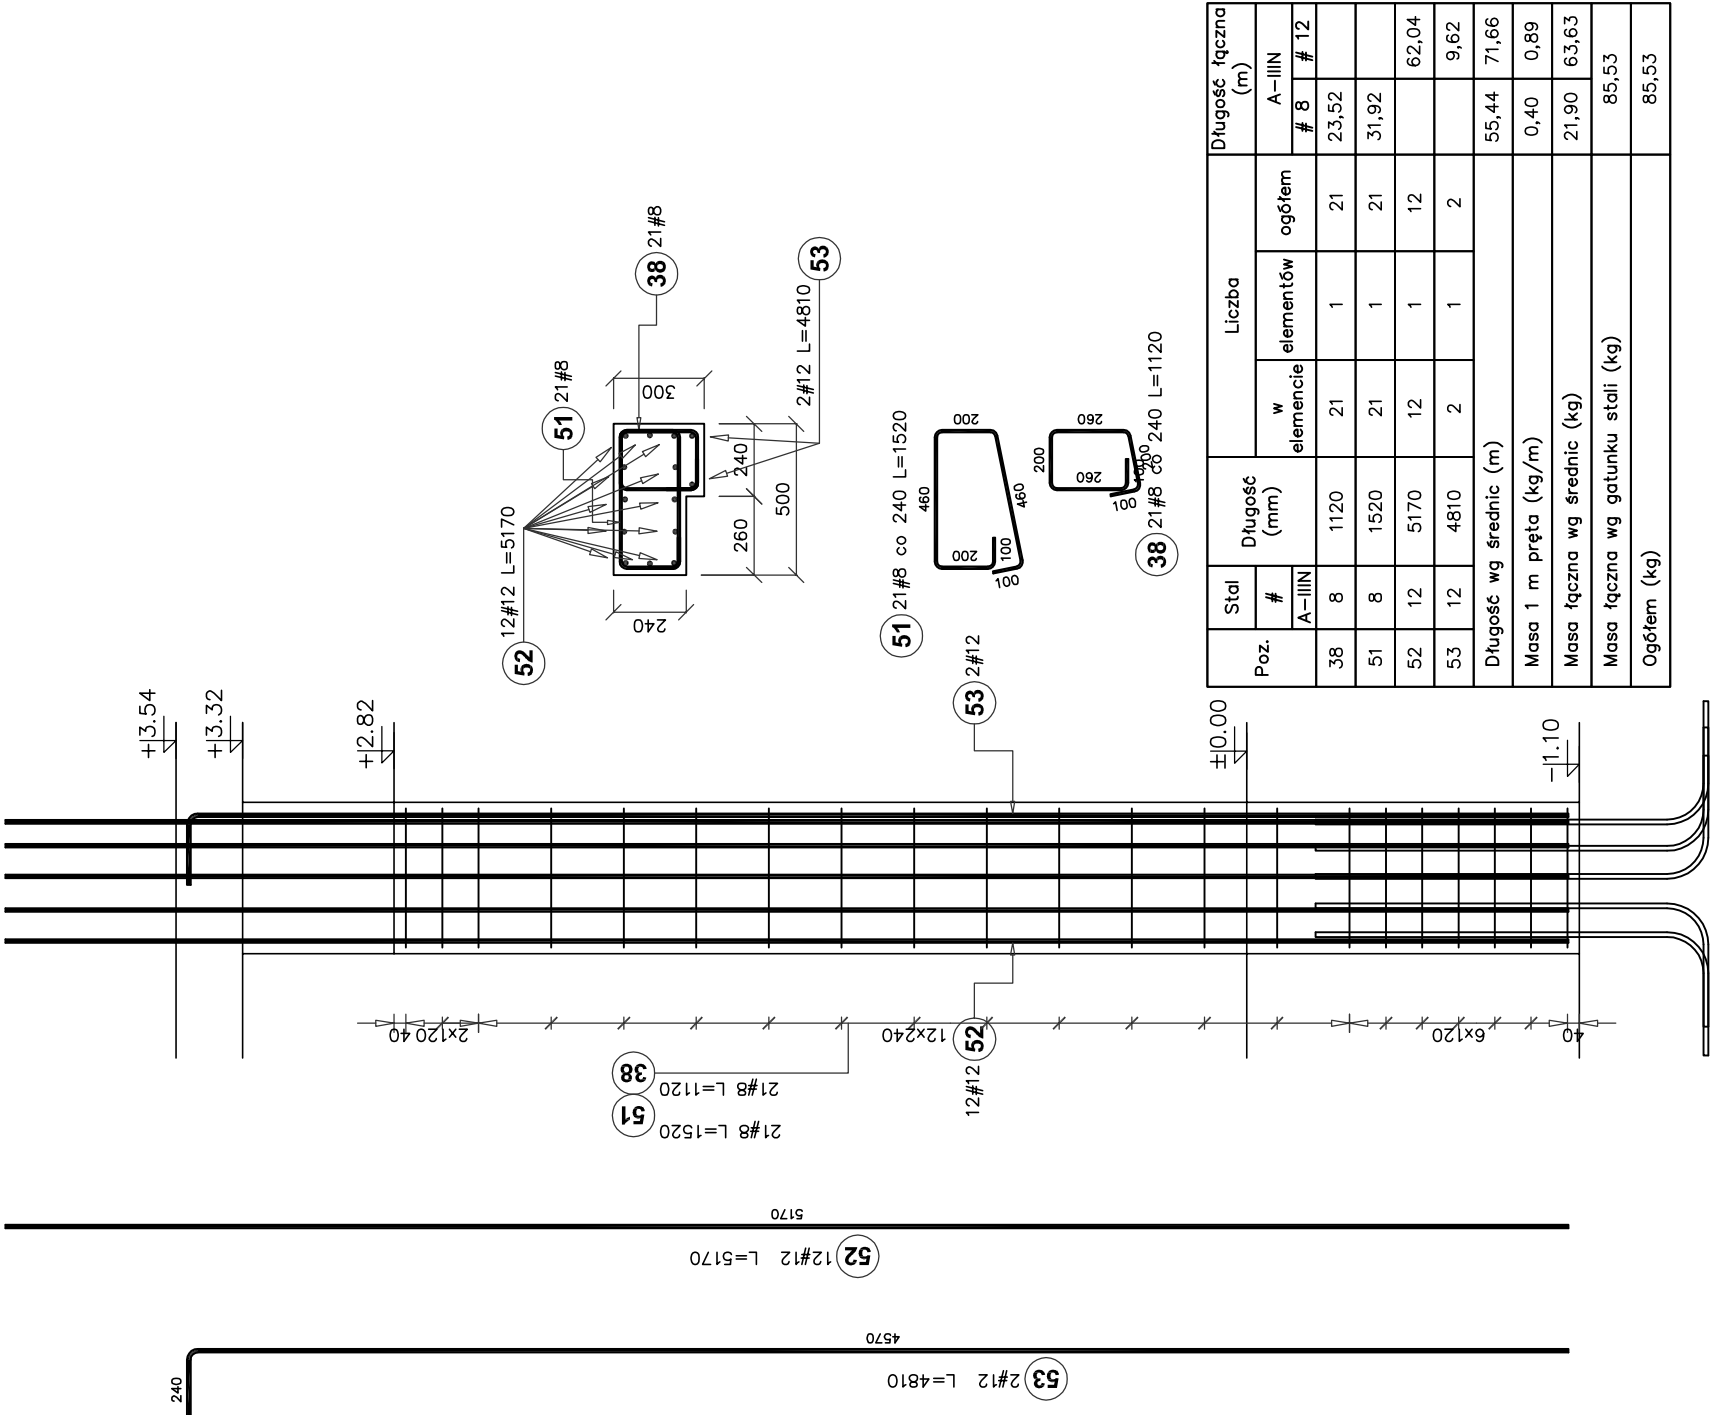 +3.54
+3.32
+2.82
±0.00
-1.10
52
12#12 L=5170
51
21#8
38
21#8
53
2#12 L=4810
300
240
240
260
500
51
21#8 co 240 L=1520
460
200
460
200
100
100
38
21#8 co 240 L=1120
200
260
260
200
100
100
53
2#12
52
12#12
40
2x120
12x240
6x120
40
38
21#8 L=1120
51
21#8 L=1520
5170
52
12#12 L=5170
4570
240
53
2#12 L=4810
Poz. Stal Długość (mm) Liczba Długość łączna (m)
# w elemencie elementów ogółem A-IIIN
A-IIIN # 8 # 12
38 8 1120 21 1 21 23,52
51 8 1520 21 1 21 31,92
52 12 5170 12 1 12 62,04
53 12 4810 2 1 2 9,62
Długość wg średnic (m) 55,44 71,66
Masa 1 m pręta (kg/m) 0,40 0,89
Masa łączna wg średnic (kg) 21,90 63,63
Masa łączna wg gatunku stali (kg) 85,53
Ogółem (kg) 85,53